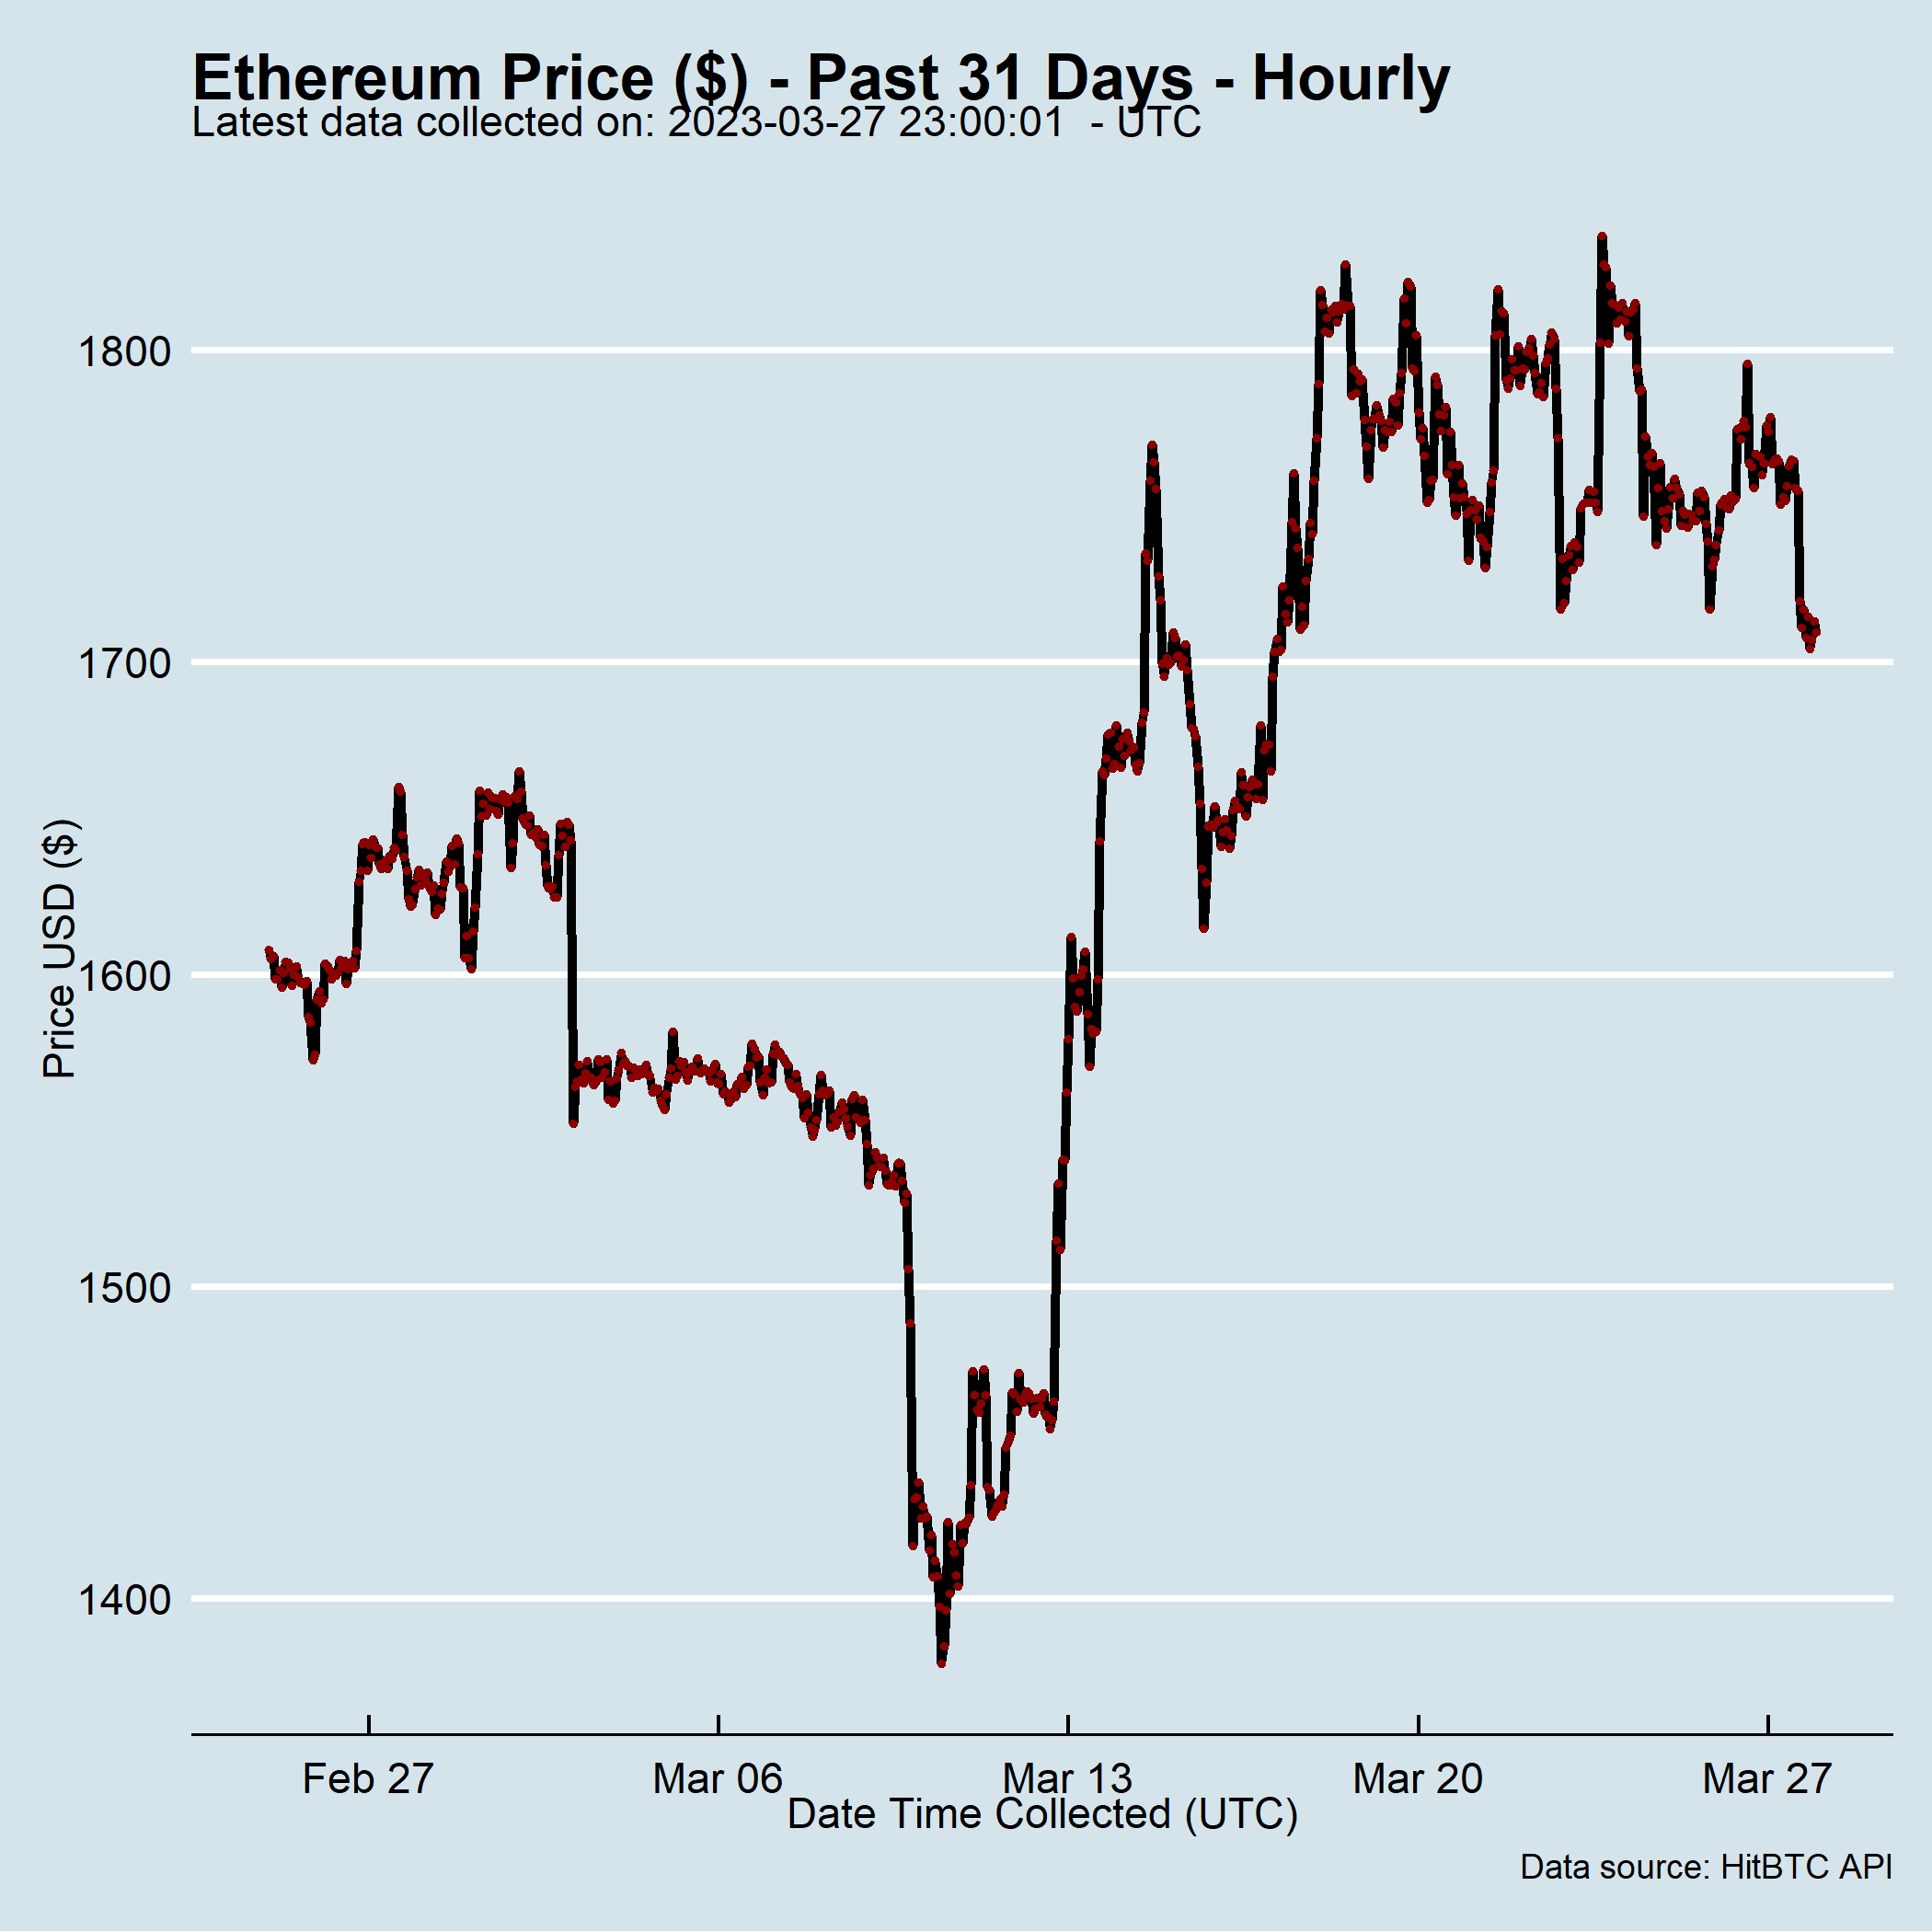 Ethereum Price ($) - Past 31 Days - Hourly
Latest data collected on: 2023-03-27 23:00:01  - UTC
Price USD ($)
1800
1700
1600
1500
1400
Feb 27 Mar 06 Mar 13 Mar 20 Mar 27
Date Time Collected (UTC)
Data source: HitBTC API